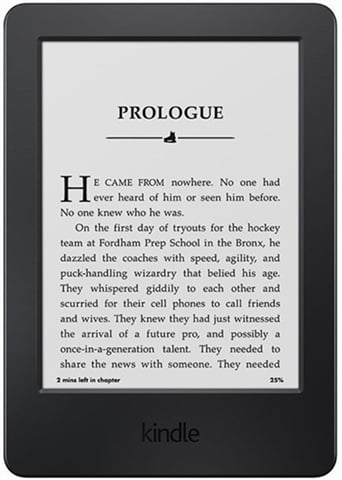 PROLOGUE
HE CAME FROM nowhere. No one had
ever heard of him or seen him before.
No one knew who he was.
On the first day of tryouts for the hockey
team at Fordham Prep School in the Bronx, he
dazzled the coaches with speed, agility, and
puck-handling wizardry that belied his age.
They whispered giddily to each other and
scurried for their cell phones to call friends
and wives. They knew they had just witnessed
the arrival of a future pro, and possibly a
once-in-a-generation talent. They needed to
share the news with someone. They needed
2 mins left in chapter 25%
kindle